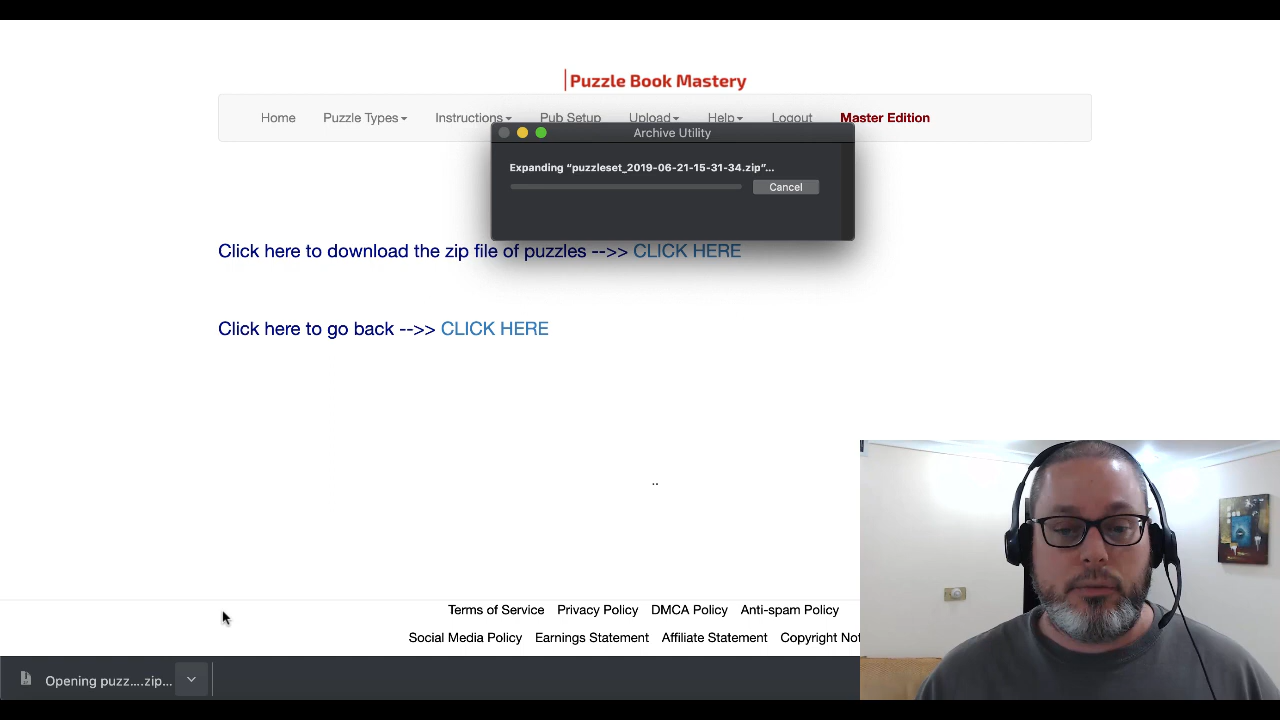 Puzzle Book Mastery
Home Puzzle Types Instructions Pub Setup Upload Help Logout Master Edition
Archive Utility
Expanding “puzzleset_2019-06-21-15-31-34.zip”...
Cancel
Click here to download the zip file of puzzles -->> CLICK HERE
Click here to go back -->> CLICK HERE
..
Terms of Service Privacy Policy DMCA Policy Anti-spam Policy
Social Media Policy Earnings Statement Affiliate Statement Copyright Not
Opening puzz....zip...